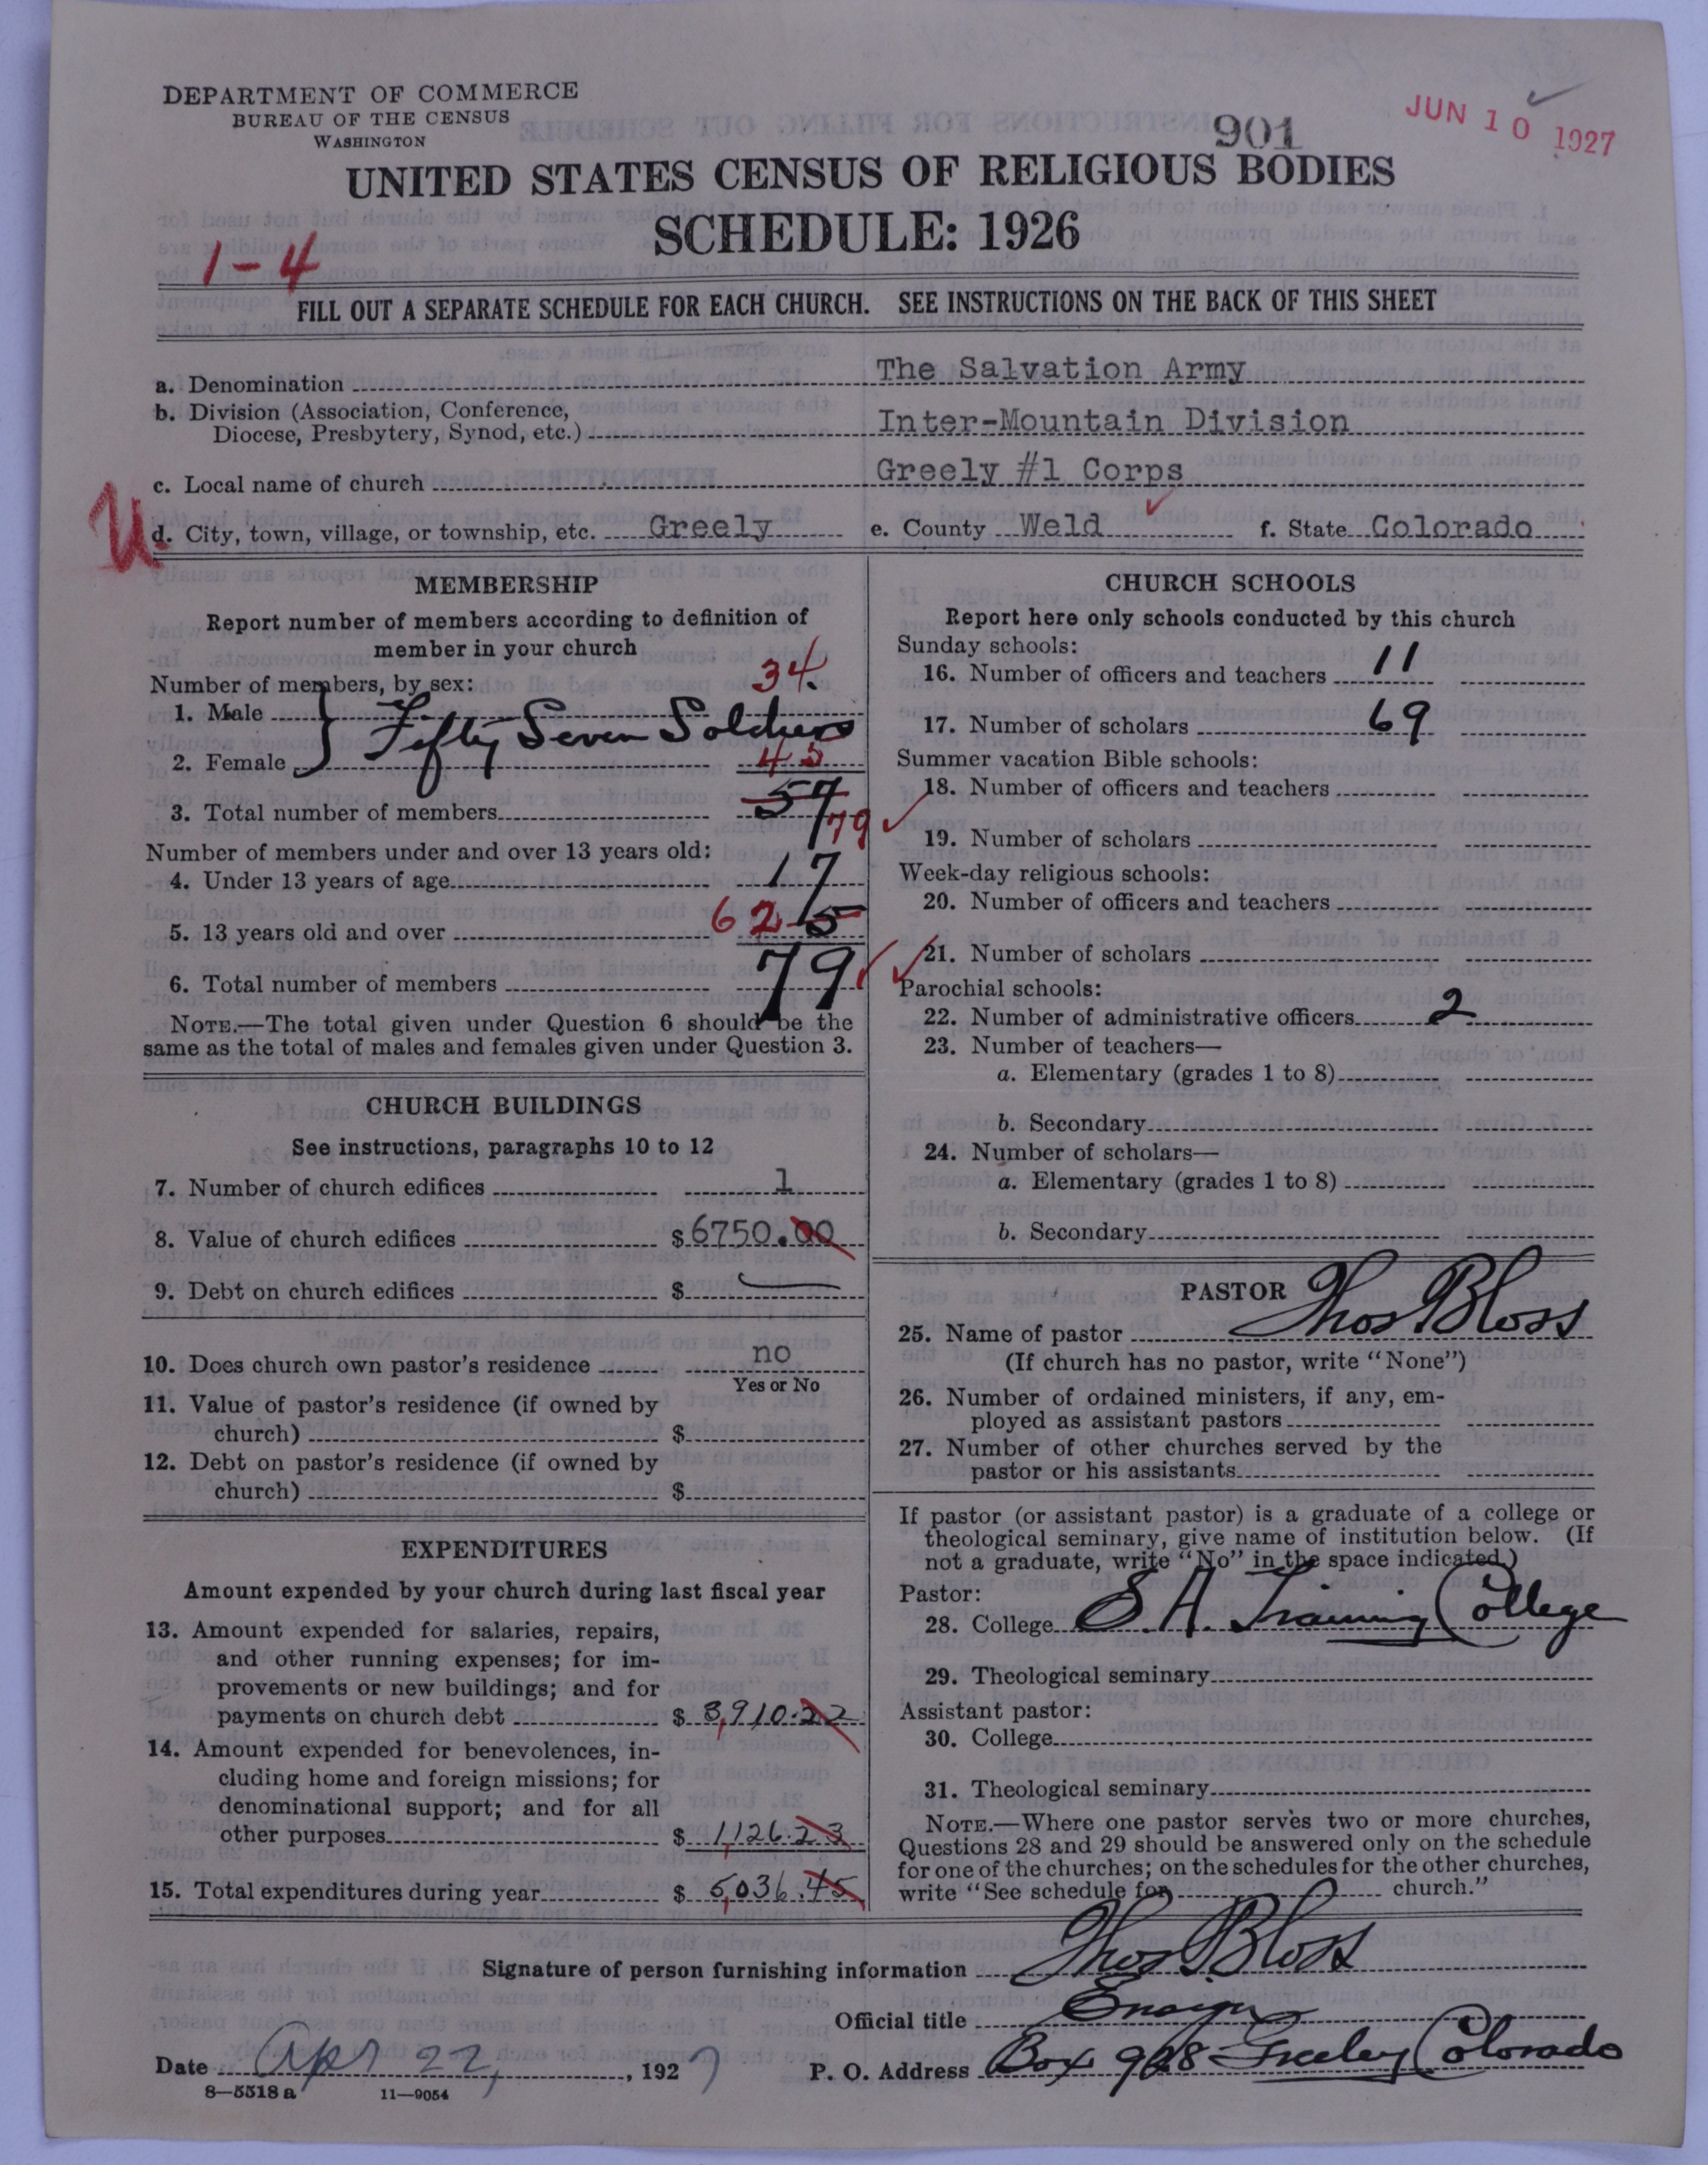 DEPARTMENT OF COMMERCE
BUREAU OF THE CENSUS
WASHINGTON
901
JUN 10 1927
UNITED STATES CENSUS OF RELIGIOUS BODIES
SCHEDULE: 1926
1-4
FILL OUT A SEPARATE SCHEDULE FOR EACH CHURCH. SEE INSTRUCTIONS ON THE BACK OF THIS SHEET
a. Denomination The Salvation Army
b. Division (Association, Conference,
Diocese, Presbytery, Synod, etc.) Inter-Mountain Division
c. Local name of church Greely #1 Corps
U
d. City, town, village, or township, etc. Greely e. County Weld f. State Colorado
MEMBERSHIP
Report number of members according to definition of
member in your church
Number of members, by sex:
34
1. Male
Fifty Seven Soldiers
2. Female 45
3. Total number of members 57 79
Number of members under and over 13 years old:
4. Under 13 years of age 17
5. 13 years old and over 62 5
6. Total number of members 79
NOTE.—The total given under Question 6 should be the
same as the total of males and females given under Question 3.
CHURCH BUILDINGS
See instructions, paragraphs 10 to 12
7. Number of church edifices 1
8. Value of church edifices $ 6750.00
9. Debt on church edifices $ —
10. Does church own pastor's residence no
Yes or No
11. Value of pastor's residence (if owned by
church) $
12. Debt on pastor's residence (if owned by
church) $
EXPENDITURES
Amount expended by your church during last fiscal year
13. Amount expended for salaries, repairs,
and other running expenses; for im-
provements or new buildings; and for
payments on church debt $ 3,910.22
14. Amount expended for benevolences, in-
cluding home and foreign missions; for
denominational support; and for all
other purposes $ 1,126.23
15. Total expenditures during year $ 5,036.45
CHURCH SCHOOLS
Report here only schools conducted by this church
Sunday schools:
16. Number of officers and teachers 11
17. Number of scholars 69
Summer vacation Bible schools:
18. Number of officers and teachers
19. Number of scholars
Week-day religious schools:
20. Number of officers and teachers
21. Number of scholars
Parochial schools:
22. Number of administrative officers 2
23. Number of teachers—
a. Elementary (grades 1 to 8)
b. Secondary
24. Number of scholars—
a. Elementary (grades 1 to 8)
b. Secondary
PASTOR
25. Name of pastor Thos. Bloss
(If church has no pastor, write "None")
26. Number of ordained ministers, if any, em-
ployed as assistant pastors
27. Number of other churches served by the
pastor or his assistants
If pastor (or assistant pastor) is a graduate of a college or
theological seminary, give name of institution below. (If
not a graduate, write "No" in the space indicated.)
Pastor:
28. College S.A. Training College
29. Theological seminary
Assistant pastor:
30. College
31. Theological seminary
NOTE.—Where one pastor serves two or more churches,
Questions 28 and 29 should be answered only on the schedule
for one of the churches; on the schedules for the other churches,
write "See schedule for church."
Signature of person furnishing information Thos. Bloss
Official title Ensign
Date Apr 22, 1927 P. O. Address Box 968 Greeley Colorado
8—5518 a 11—9054